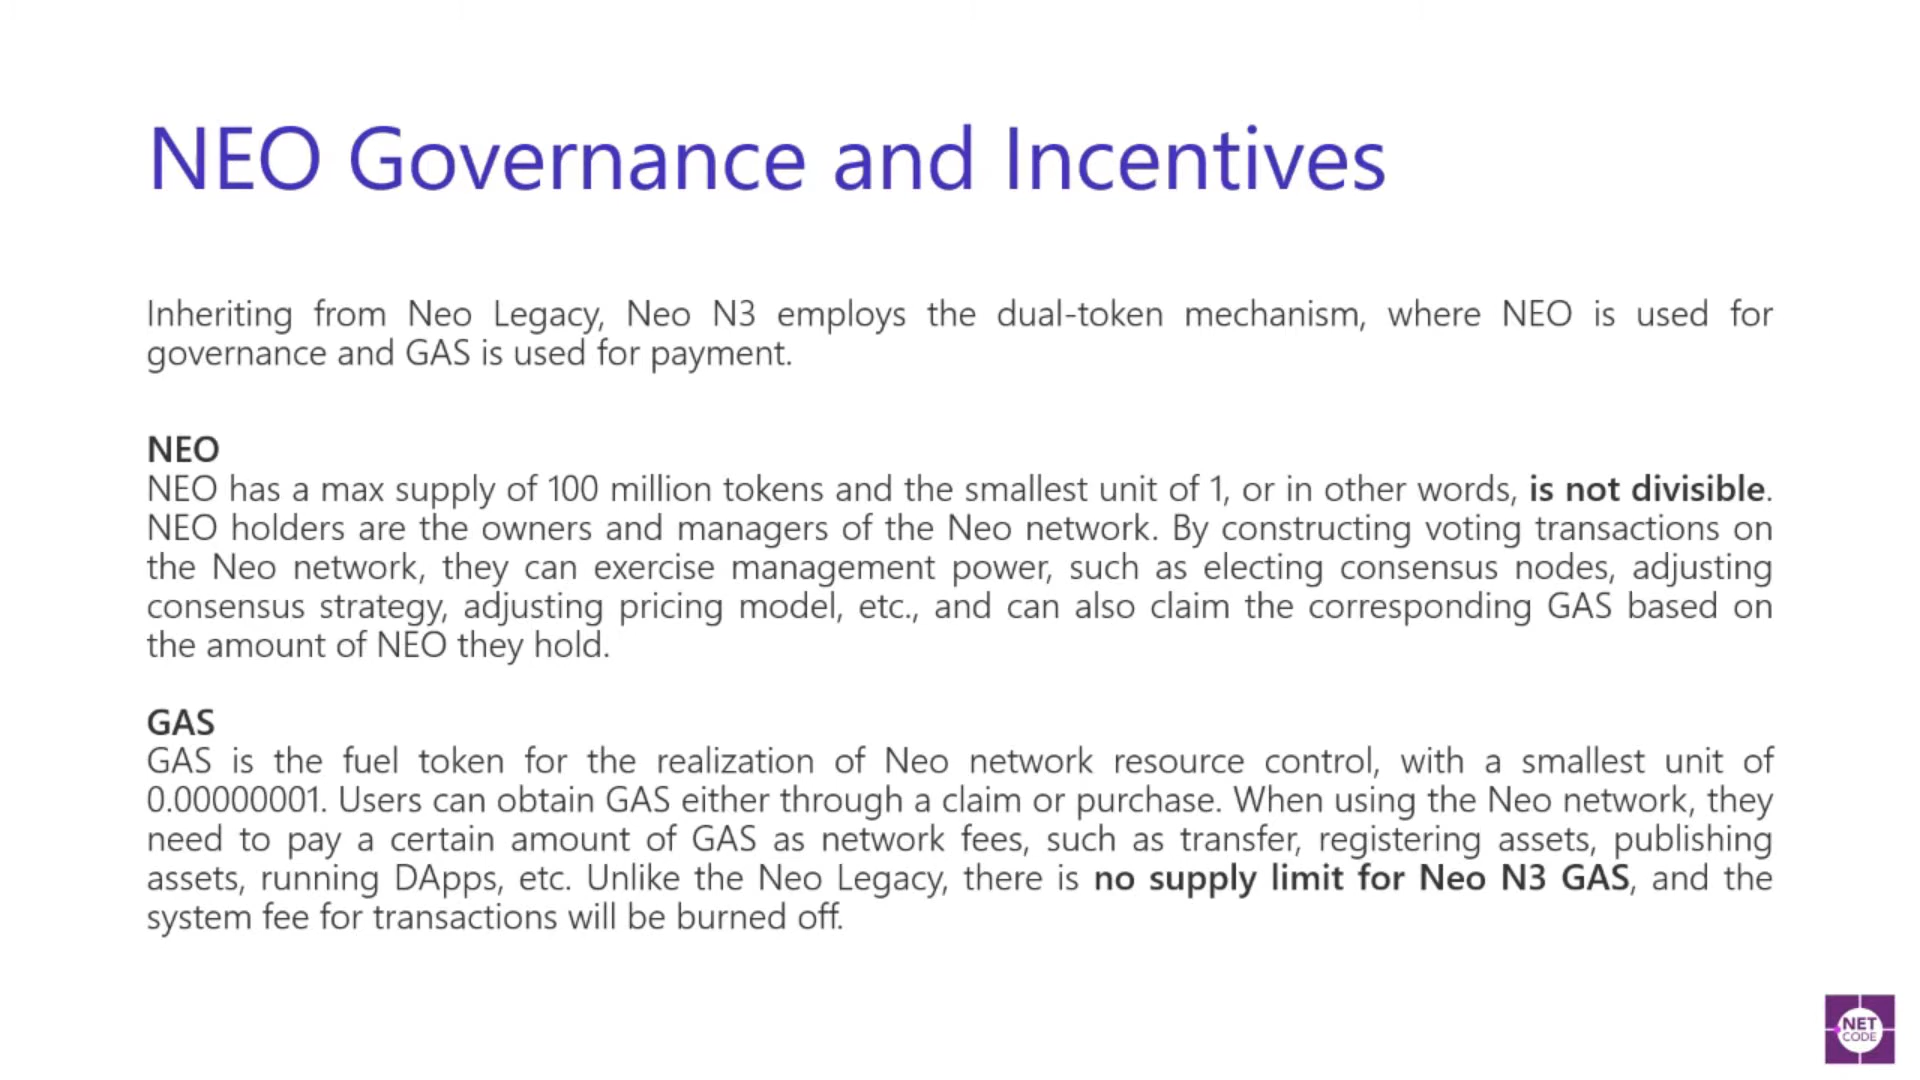 NEO Governance and Incentives
Inheriting from Neo Legacy, Neo N3 employs the dual-token mechanism, where NEO is used for
governance and GAS is used for payment.
NEO
NEO has a max supply of 100 million tokens and the smallest unit of 1, or in other words, is not divisible.
NEO holders are the owners and managers of the Neo network. By constructing voting transactions on
the Neo network, they can exercise management power, such as electing consensus nodes, adjusting
consensus strategy, adjusting pricing model, etc., and can also claim the corresponding GAS based on
the amount of NEO they hold.
GAS
GAS is the fuel token for the realization of Neo network resource control, with a smallest unit of
0.00000001. Users can obtain GAS either through a claim or purchase. When using the Neo network, they
need to pay a certain amount of GAS as network fees, such as transfer, registering assets, publishing
assets, running DApps, etc. Unlike the Neo Legacy, there is no supply limit for Neo N3 GAS, and the
system fee for transactions will be burned off.
NET
CODE